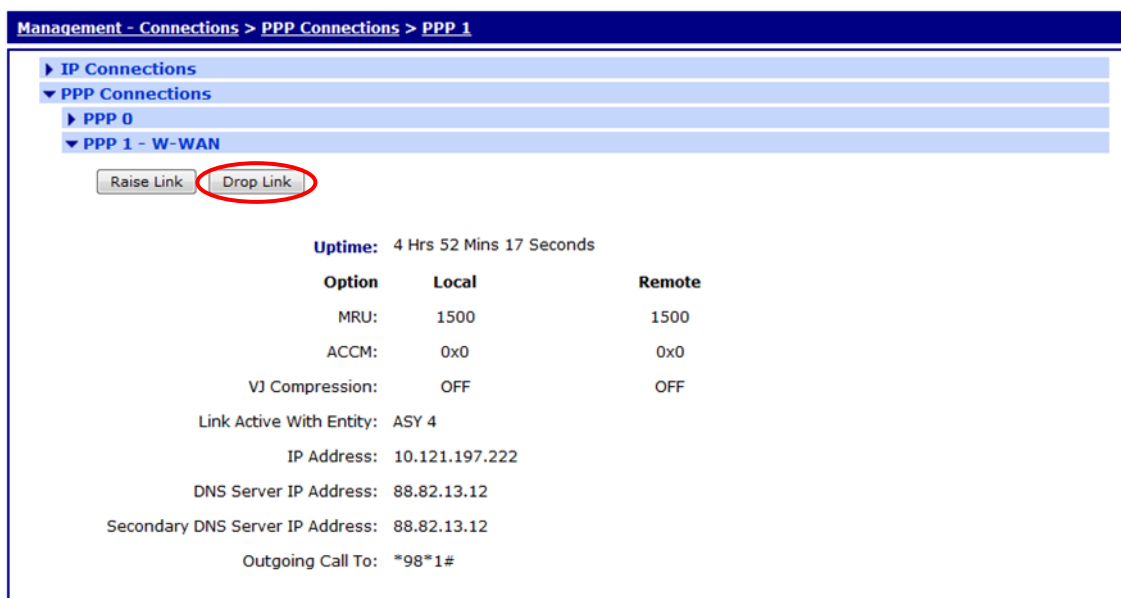 Management - Connections > PPP Connections > PPP 1
IP Connections
PPP Connections
PPP 0
PPP 1 - W-WAN
Raise Link Drop Link
Uptime: 4 Hrs 52 Mins 17 Seconds
Option Local Remote
MRU: 1500 1500
ACCM: 0x0 0x0
VJ Compression: OFF OFF
Link Active With Entity: ASY 4
IP Address: 10.121.197.222
DNS Server IP Address: 88.82.13.12
Secondary DNS Server IP Address: 88.82.13.12
Outgoing Call To: *98*1#